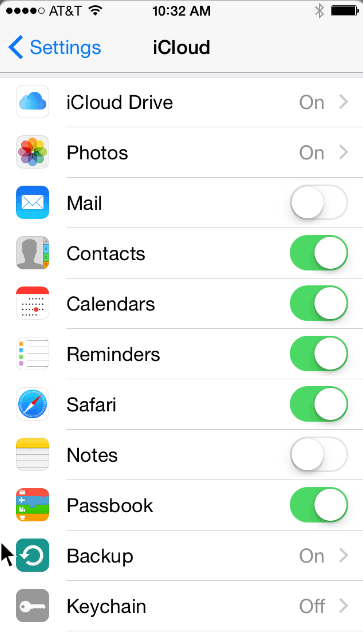 AT&T 10:32 AM
Settings iCloud
iCloud Drive On
Photos On
Mail
Contacts
Calendars
Reminders
Safari
Notes
Passbook
Backup On
Keychain Off